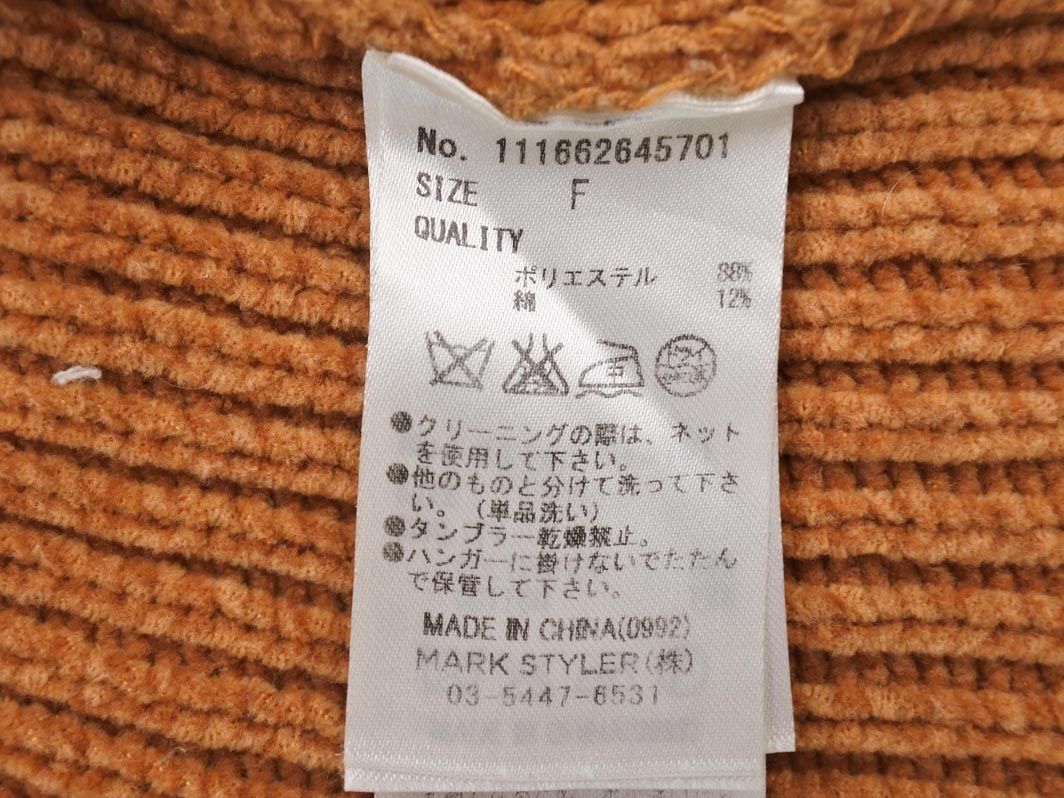 No. 111662645701
SIZE F
QUALITY
ポリエステル 88%
綿 12%
●クリーニングの際は、ネット
を使用して下さい。
●他のものと分けて洗って下さ
い。（単品洗い）
●タンブラー乾燥禁止。
●ハンガーに掛けないでたたん
で保管して下さい。
MADE IN CHINA(0992)
MARK STYLER(株)
03-5447-6531